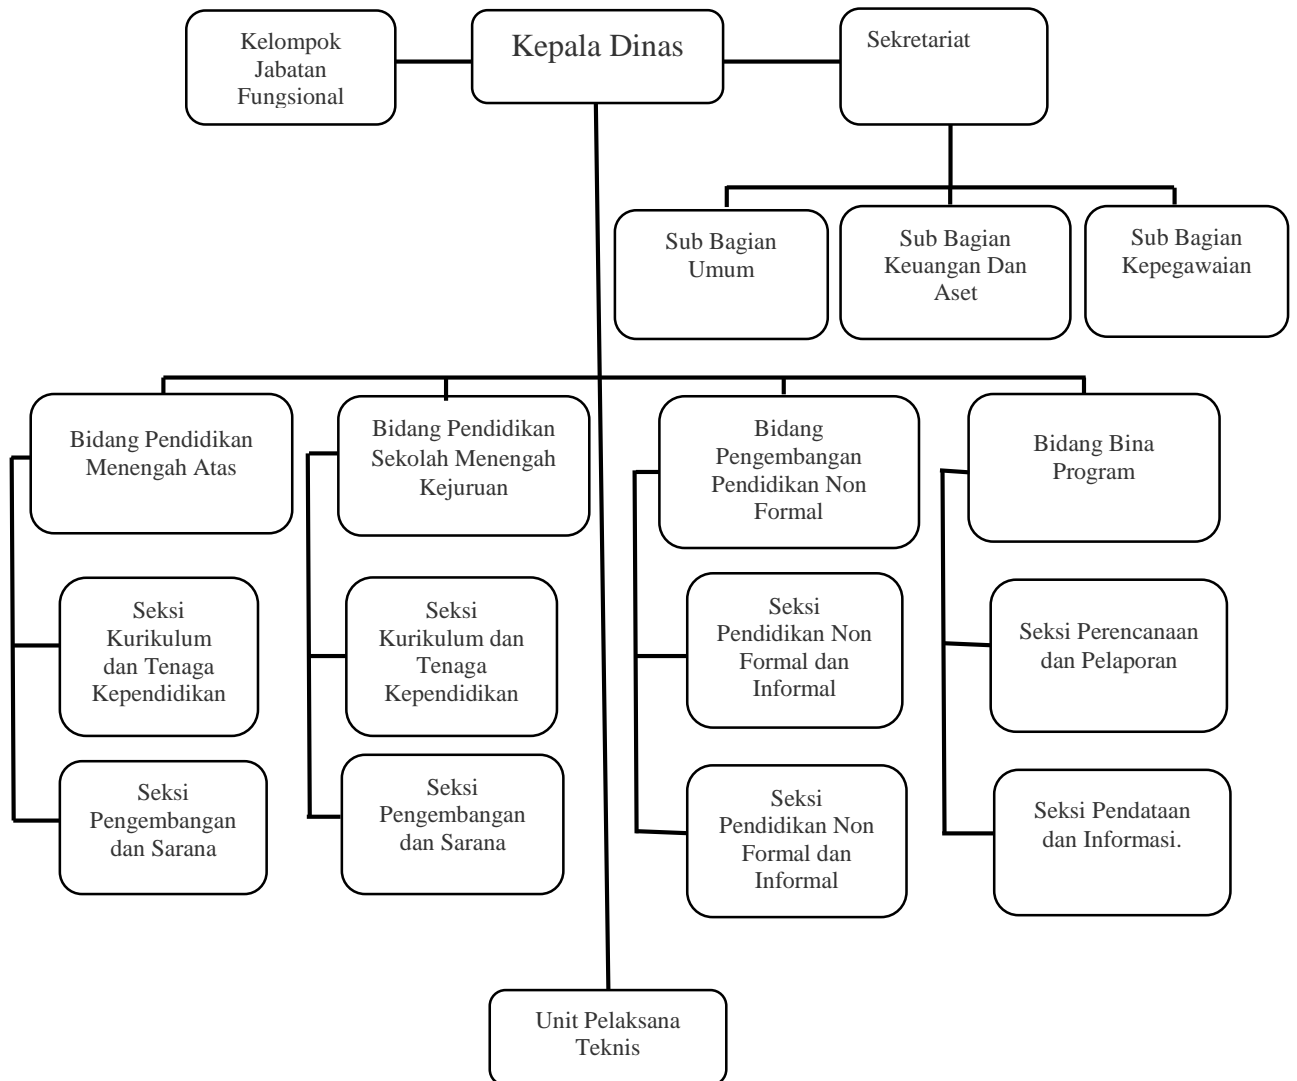 Kelompok
Jabatan
Fungsional
Kepala Dinas
Sekretariat
Sub Bagian
Umum
Sub Bagian
Keuangan Dan
Aset
Sub Bagian
Kepegawaian
Bidang Pendidikan
Menengah Atas
Bidang Pendidikan
Sekolah Menengah
Kejuruan
Bidang
Pengembangan
Pendidikan Non
Formal
Bidang Bina
Program
Seksi
Kurikulum
dan Tenaga
Kependidikan
Seksi
Kurikulum dan
Tenaga
Kependidikan
Seksi
Pendidikan Non
Formal dan
Informal
Seksi Perencanaan
dan Pelaporan
Seksi
Pengembangan
dan Sarana
Seksi
Pengembangan
dan Sarana
Seksi
Pendidikan Non
Formal dan
Informal
Seksi Pendataan
dan Informasi.
Unit Pelaksana
Teknis